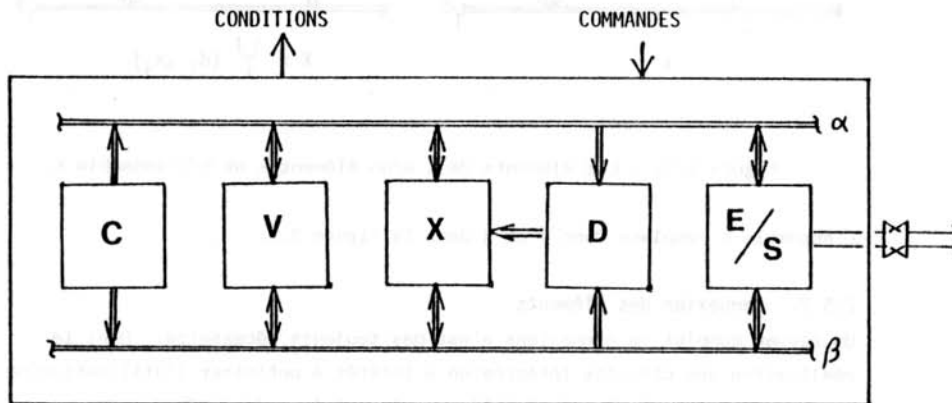 CONDITIONS COMMANDES
α
C V X D E/S
β